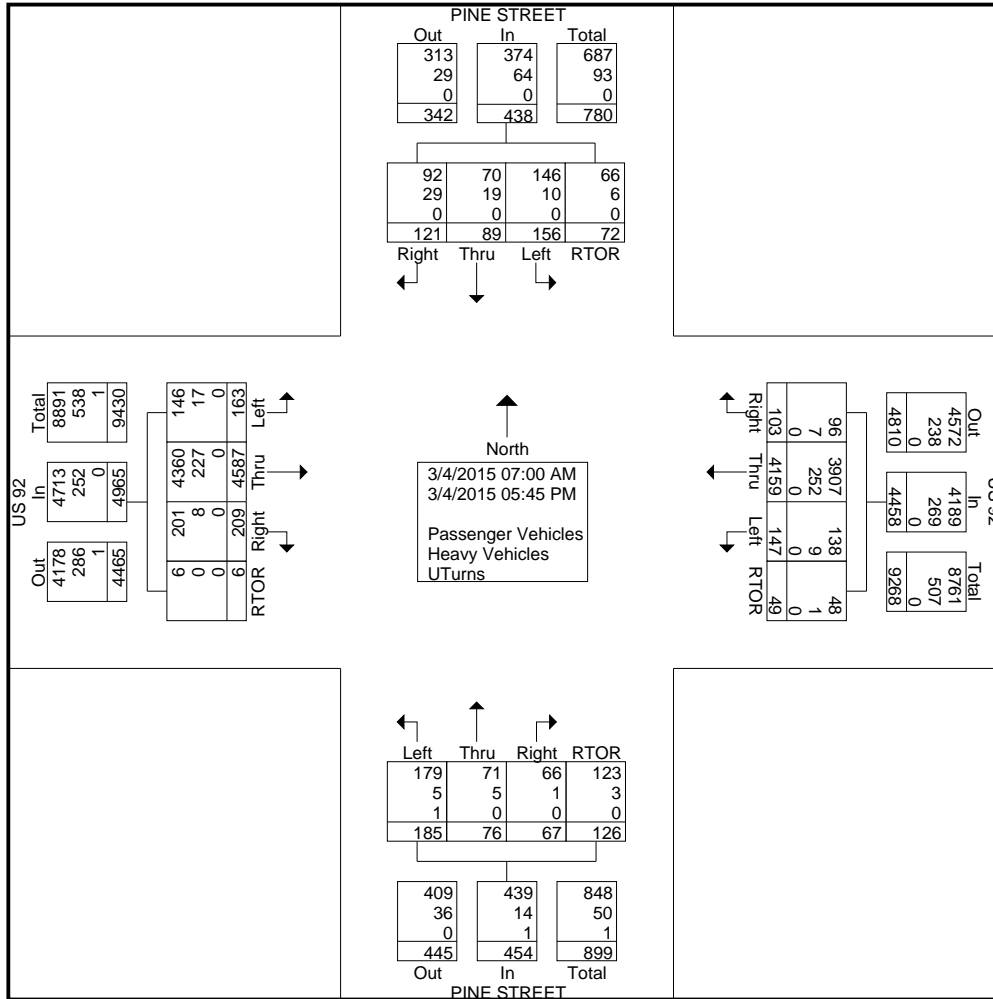 PINE STREET
Out In Total
313 374 687
29 64 93
0 0 0
342 438 780
92 70 146 66
29 19 10 6
0 0 0 0
121 89 156 72
Right Thru Left RTOR
US 92
Total In Out
8891 4713 4178
538 252 286
1 0 1
9430 4965 4465
146 4360 201 6
17 227 8 0
0 0 0 0
163 4587 209 6
Left Thru Right RTOR
North
3/4/2015 07:00 AM
3/4/2015 05:45 PM
Passenger Vehicles
Heavy Vehicles
UTurns
Right Thru Left RTOR
103 4159 147 49
0 0 0 0
7 252 9 1
96 3907 138 48
Out In Total
4572 4189 8761
238 269 507
0 0 0
4810 4458 9268
US 92
Left Thru Right RTOR
179 71 66 123
5 5 1 3
1 0 0 0
185 76 67 126
409 439 848
36 14 50
0 1 1
445 454 899
Out In Total
PINE STREET